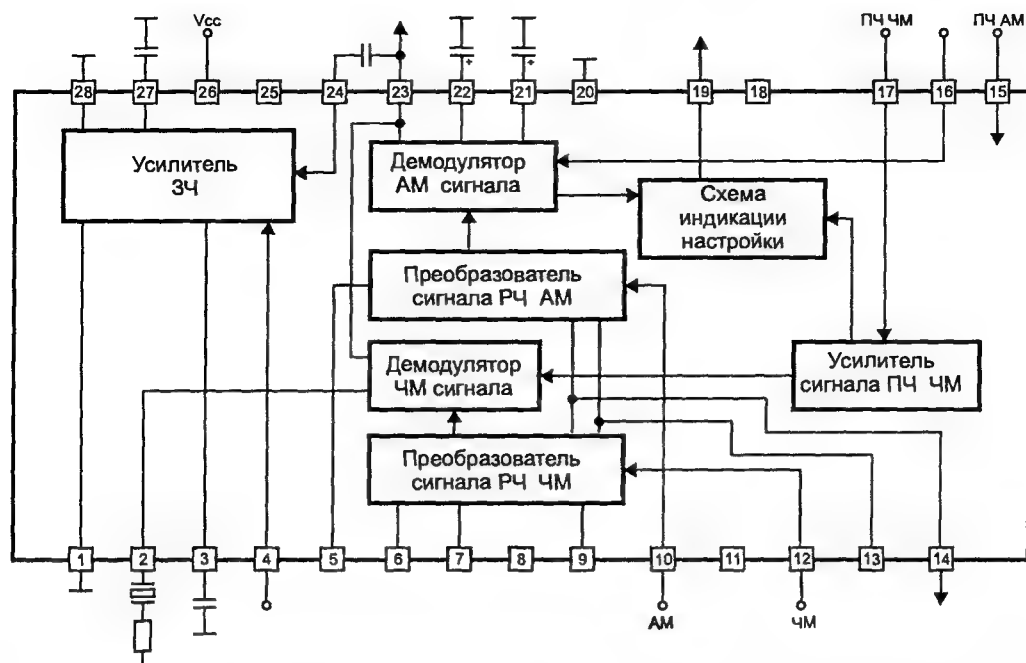 Vcc
ПЧ ЧМ
ПЧ АМ
28
27
26
25
24
23
22
21
20
19
18
17
16
15
+
+
Усилитель
ЗЧ
Демодулятор
АМ сигнала
Схема
индикации
настройки
Преобразователь
сигнала РЧ АМ
Демодулятор
ЧМ сигнала
Усилитель
сигнала ПЧ ЧМ
Преобразователь
сигнала РЧ ЧМ
1
2
3
4
5
6
7
8
9
10
11
12
13
14
АМ
ЧМ